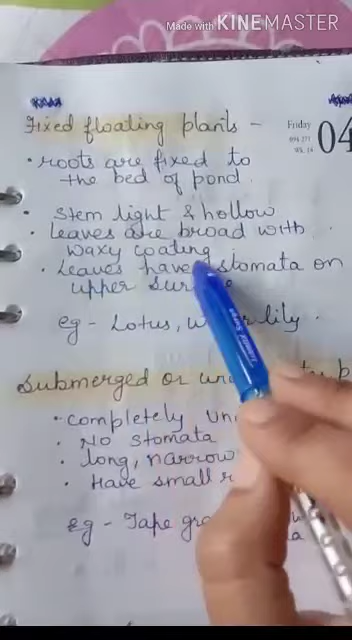 Made with KINEMASTER
Fixed floating plants -
Friday
04
• roots are fixed to
the bed of pond.
• Stem light & hollow
• Leaves are broad with
waxy coating
• Leaves have stomata on
upper
eg - Lotus, lily.
Submerged or
• completely
• No stomata
• long, narrow
• Have small
Eg - Tape